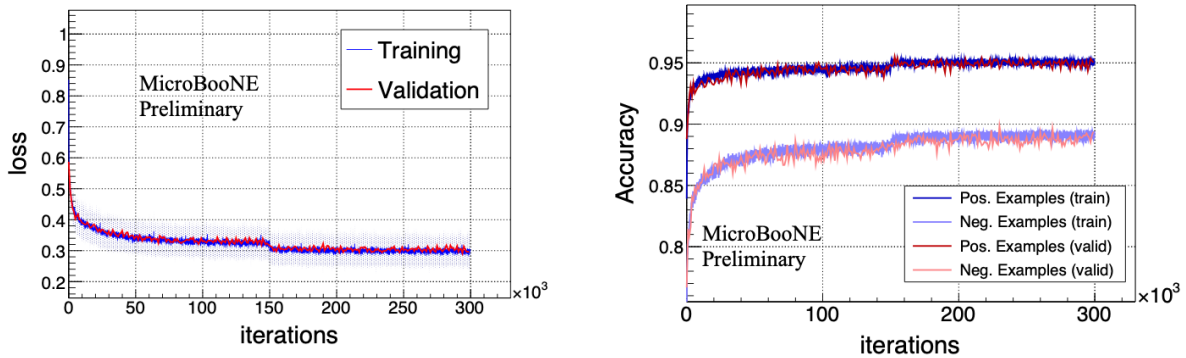 1
0.9
0.8
0.7
0.6
0.5
0.4
0.3
0.2
loss
Training
Validation
MicroBooNE
Preliminary
0 50 100 150 200 250 300
×10³
iterations
0.95
0.9
0.85
0.8
Accuracy
Pos. Examples (train)
Neg. Examples (train)
Pos. Examples (valid)
Neg. Examples (valid)
MicroBooNE
Preliminary
0 100 200 300
×10³
iterations